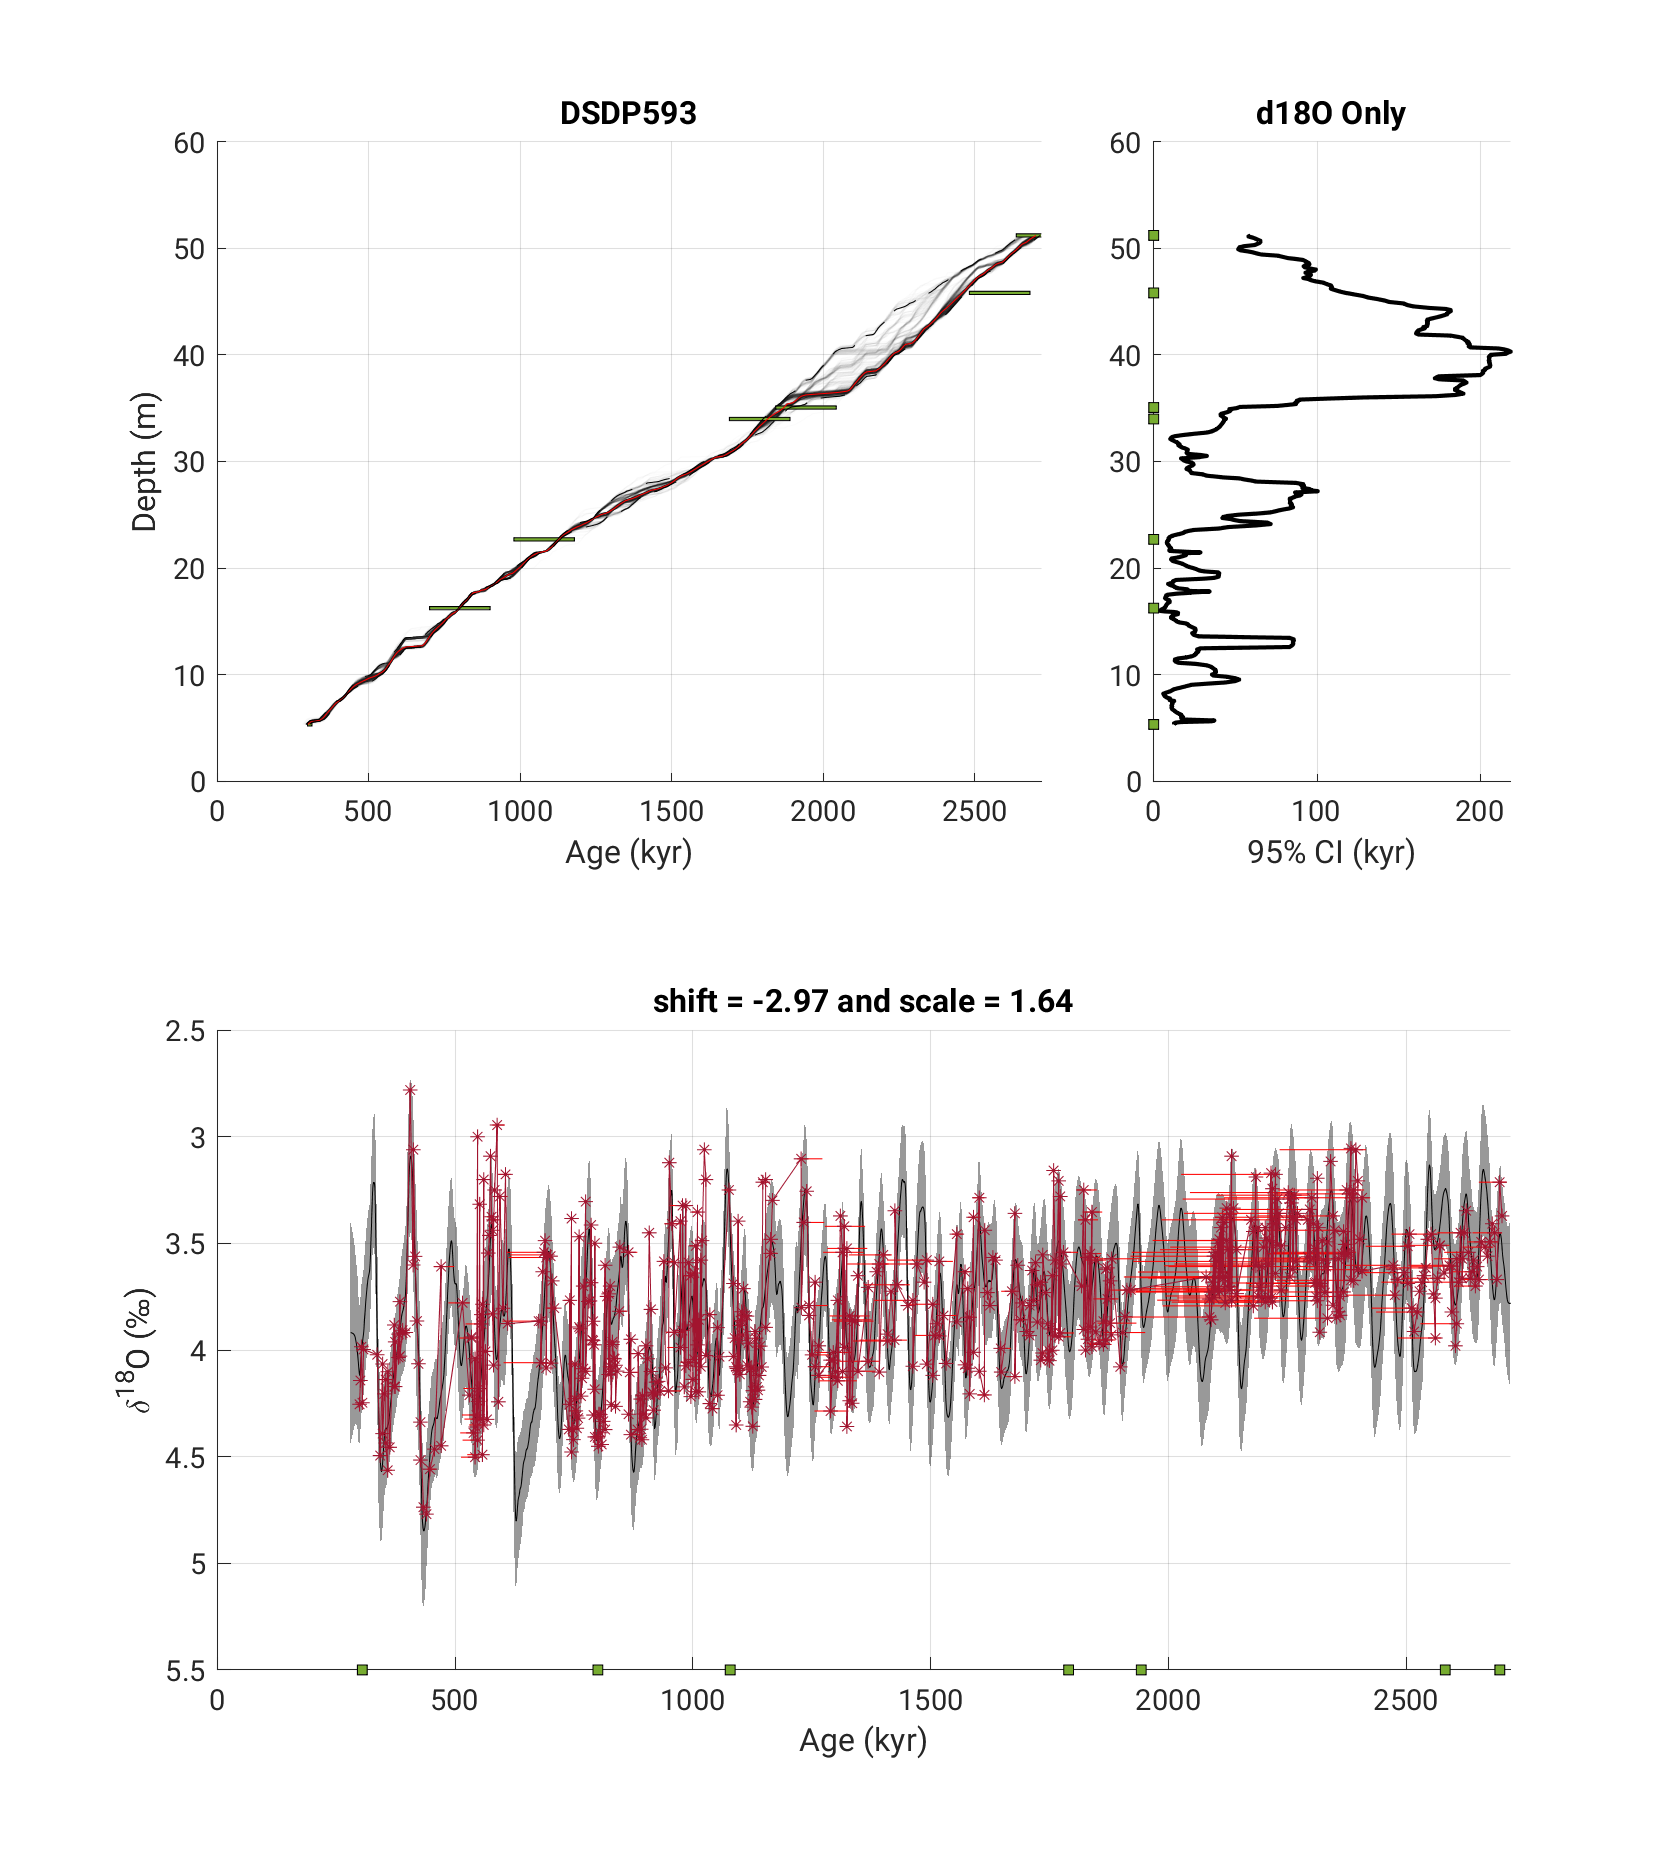 DSDP593
d18O Only
60
50
40
30
20
10
0
Depth (m)
0 500 1000 1500 2000 2500
Age (kyr)
60
50
40
30
20
10
0
0 100 200
95% CI (kyr)
shift = -2.97 and scale = 1.64
2.5
3
3.5
4
4.5
5
5.5
δ18O (‰)
0 500 1000 1500 2000 2500
Age (kyr)